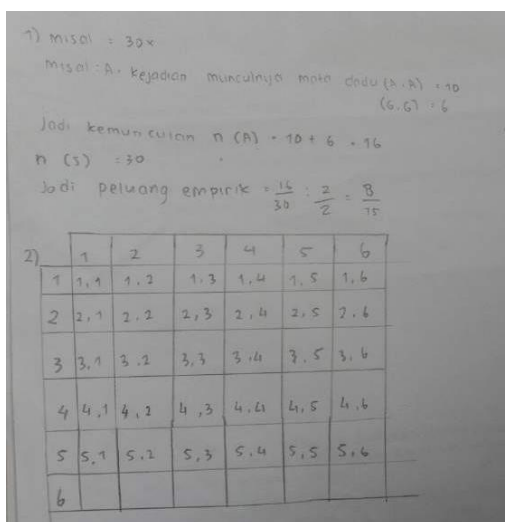 1) misal = 30x
misal : A = kejadian munculnya mata dadu (A.A) = 10
(6.6) = 6
Jadi kemunculan n (A) = 10 + 6 = 16
n (s) = 30
Jadi peluang empirik = 16/30 : 2/2 = 8/15
2) 1 2 3 4 5 6
1 1,1 1.2 1.3 1,4 1,5 1,6
2 2,1 2.2 2,3 2,4 2,5 2.6
3 3,1 3.2 3,3 3.4 3,5 3,6
4 4,1 4,2 4,3 4.4 4,5 4,6
5 5,1 5.2 5,3 5.4 5,5 5,6
6